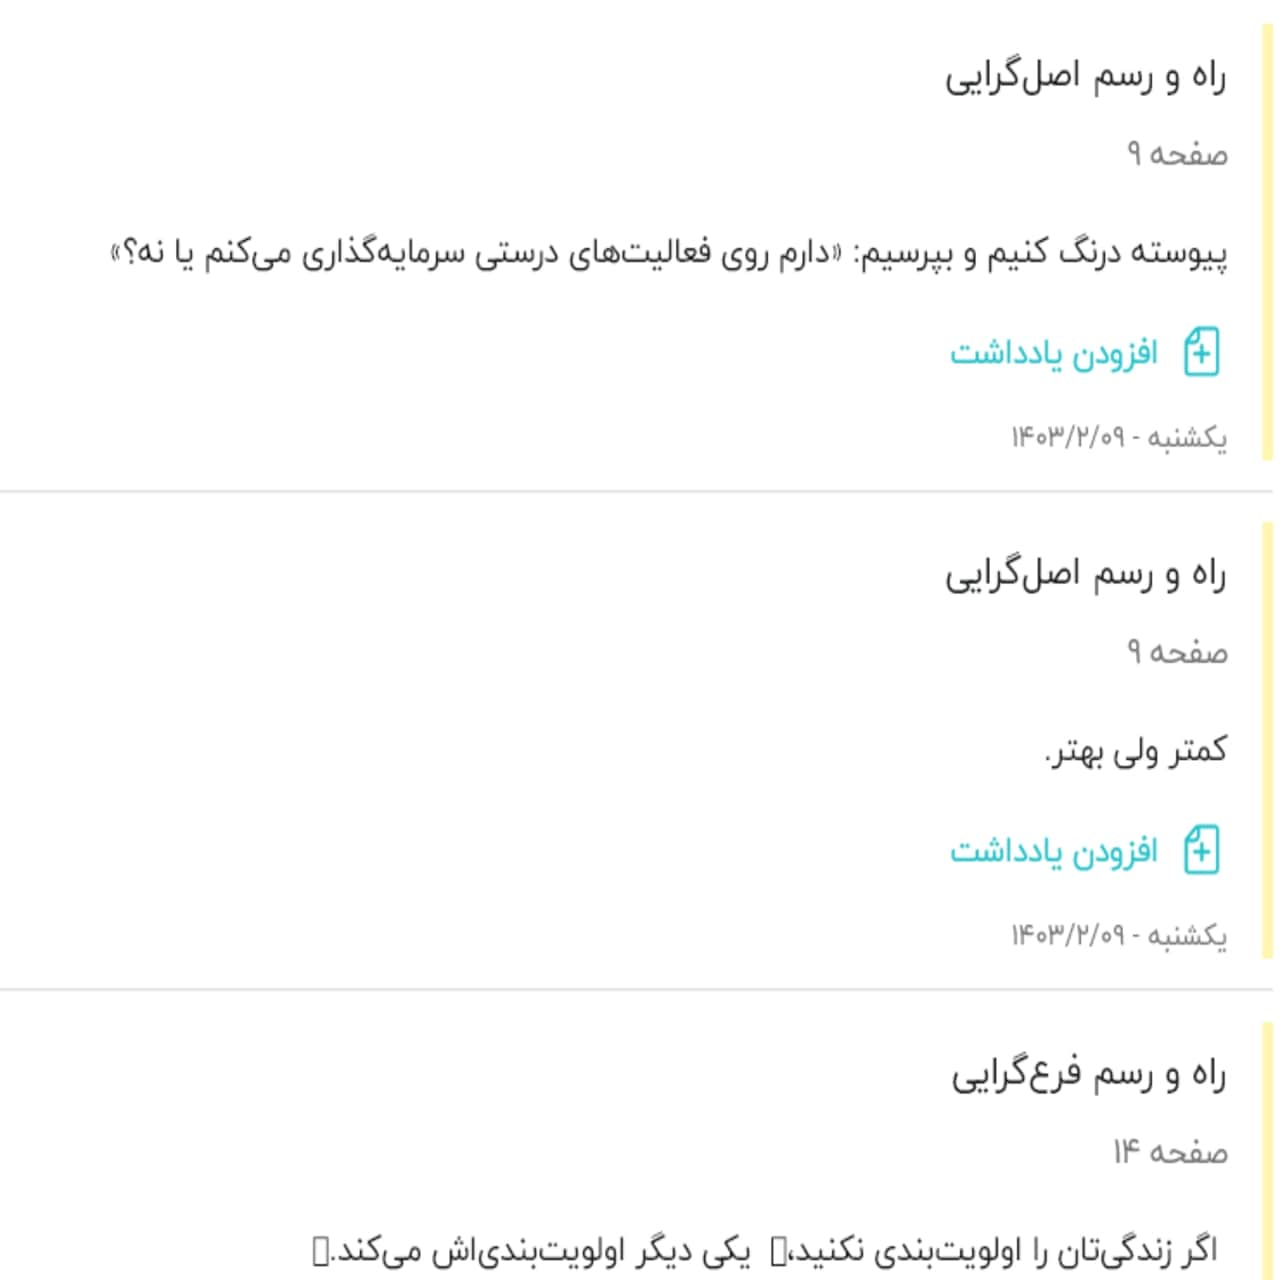 راه و رسم اصل‌گرایی
صفحه ۹
پیوسته درنگ کنیم و بپرسیم: «دارم روی فعالیت‌های درستی سرمایه‌گذاری می‌کنم یا نه؟»
افزودن یادداشت
یکشنبه - ۱۴۰۳/۲/۰۹
راه و رسم اصل‌گرایی
صفحه ۹
کمتر ولی بهتر.
افزودن یادداشت
یکشنبه - ۱۴۰۳/۲/۰۹
راه و رسم فرع‌گرایی
صفحه ۱۴
اگر زندگی‌تان را اولویت‌بندی نکنید، یکی دیگر اولویت‌بندی‌اش می‌کند.